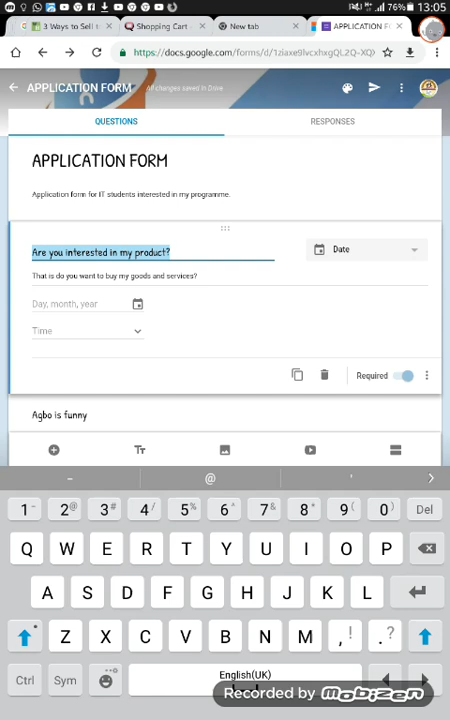 76% 13:05
3 Ways to Sell t
Shopping Cart
New tab
APPLICATION F
https://docs.google.com/forms/d/1ziaxe9lvcxhxgQL2Q-XQX
APPLICATION FORM
All changes saved in Drive
QUESTIONS
RESPONSES
APPLICATION FORM
Application form for IT students interested in my programme.
Are you interested in my product?
Date
That is do you want to buy my goods and services?
Day, month, year
Time
Required
Agbo is funny
Tт
- @ '
1 - 2 @ 3 # 4 / 5 % 6 ^ 7 & 8 * 9 ( 0 ) Del
Q W E R T Y U I O P
A S D F G H J K L
Z X C V B N M , ! . ?
Ctrl Sym English(UK)
Recorded by mobizen